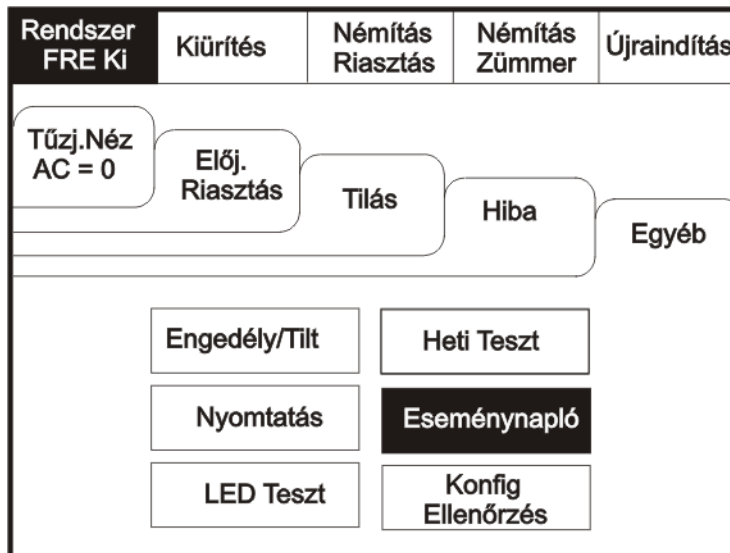 Rendszer
FRE Ki
Kiürítés
Némítás
Riasztás
Némítás
Zümmer
Újraindítás
Tűzj.Néz
AC = 0
Előj.
Riasztás
Tilás
Hiba
Egyéb
Engedély/Tilt
Heti Teszt
Nyomtatás
Eseménynapló
LED Teszt
Konfig
Ellenőrzés